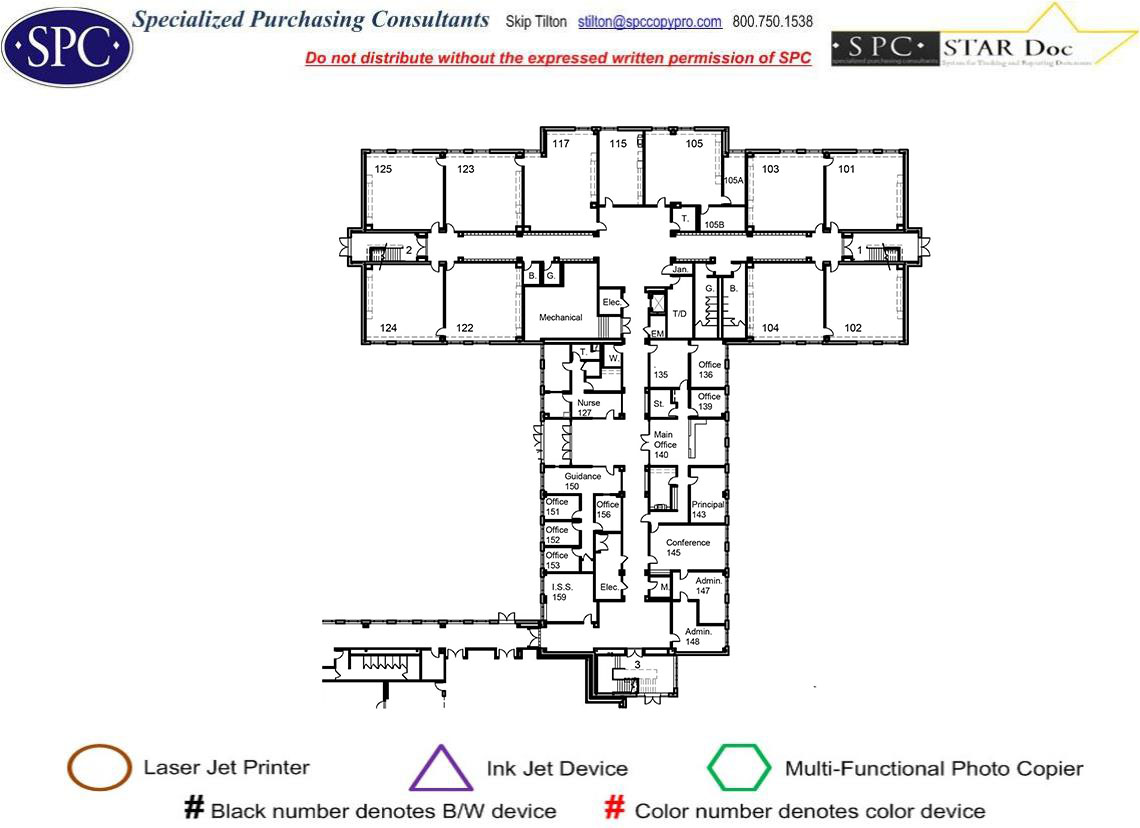 Specialized Purchasing Consultants Skip Tilton stilton@spccopypro.com 800.750.1538
·SPC·
Do not distribute without the expressed written permission of SPC
·SPC· STAR Doc
specialized purchasing consultants System for Tracking and Reporting Documents
117 115 105
125 123 103 101
105A
T. 105B
2 1
B. G. Jan. G. B.
Elec.
Mechanical T/D
124 122 EM 104 102
T. W.
135 Office
136
Nurse
127
St. Office
139
Main
Office
140
Guidance
150
Office
151
Office
156
Principal
143
Office
152
Conference
145
Office
153
I.S.S.
159
Elec. M. Admin.
147
Admin.
148
3
Laser Jet Printer Ink Jet Device Multi-Functional Photo Copier
# Black number denotes B/W device # Color number denotes color device